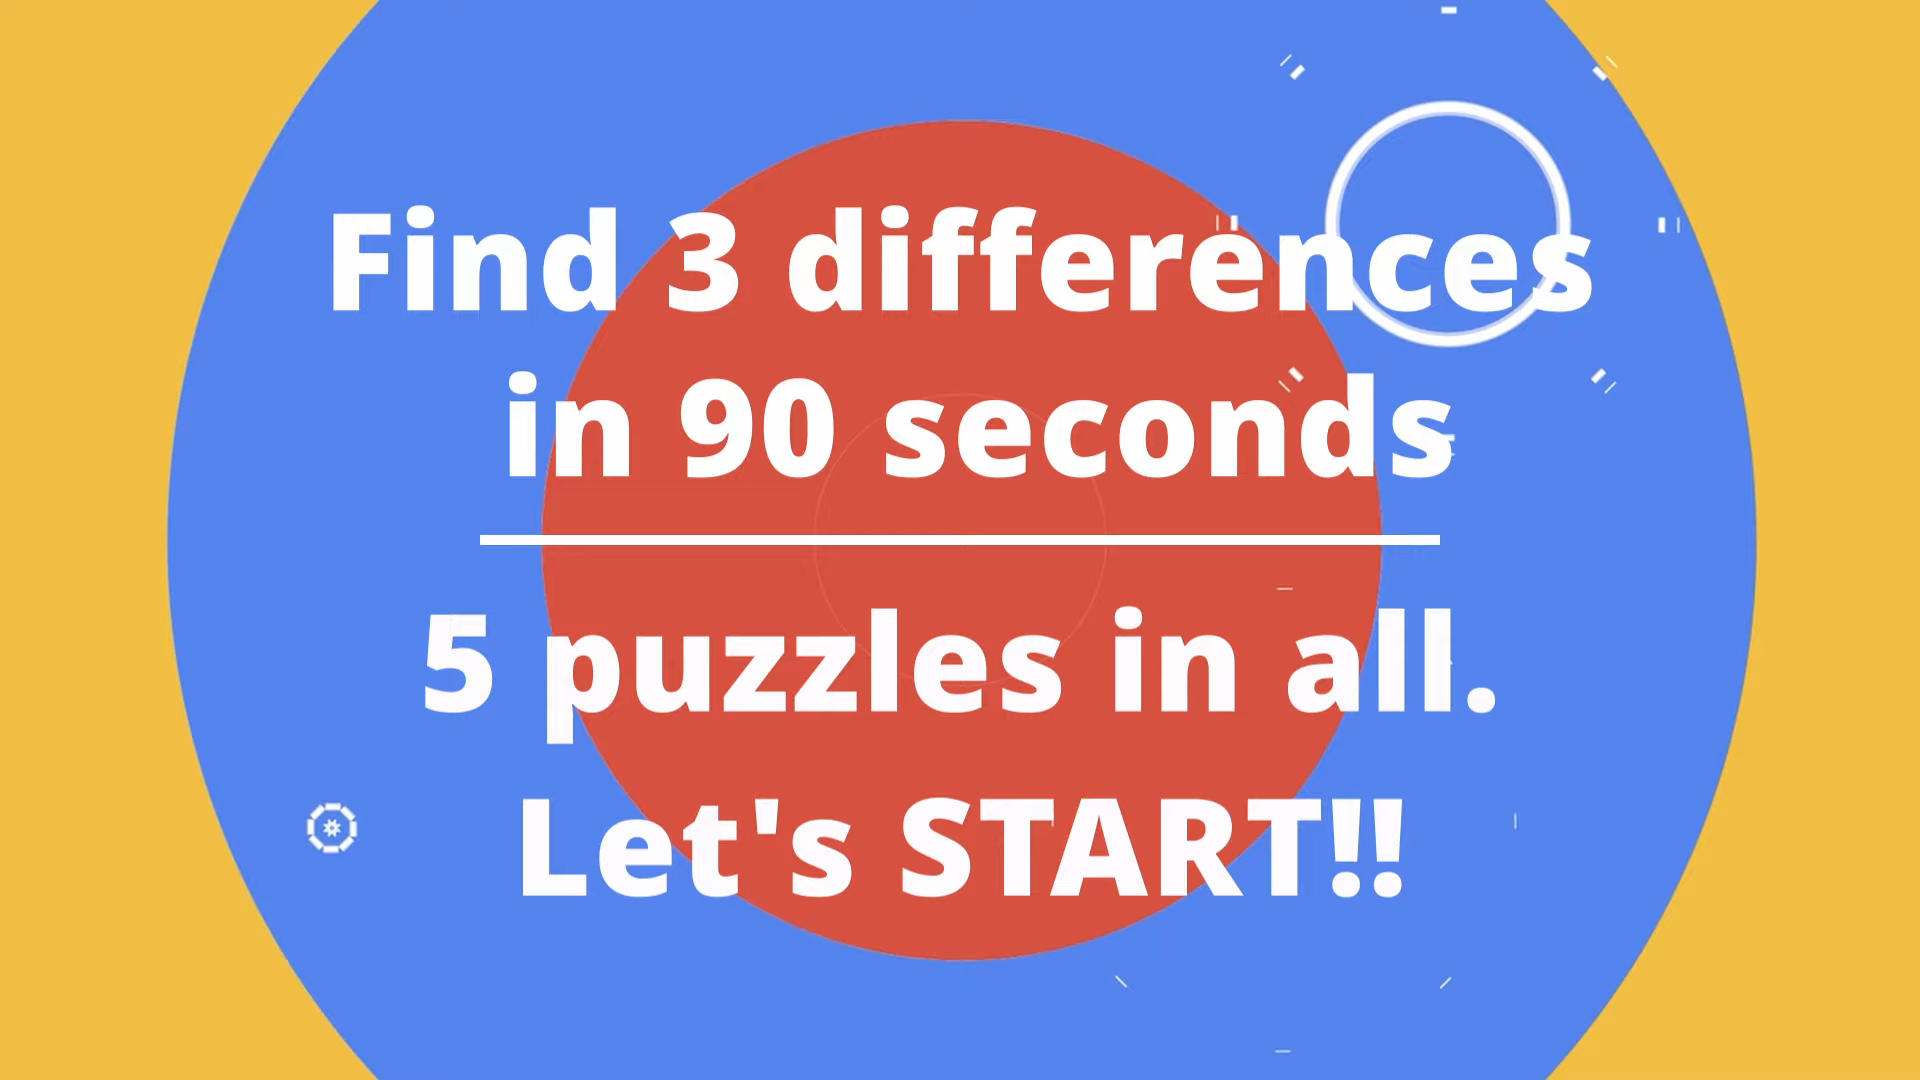 Find 3 differences
in 90 seconds
5 puzzles in all.
Let's START!!